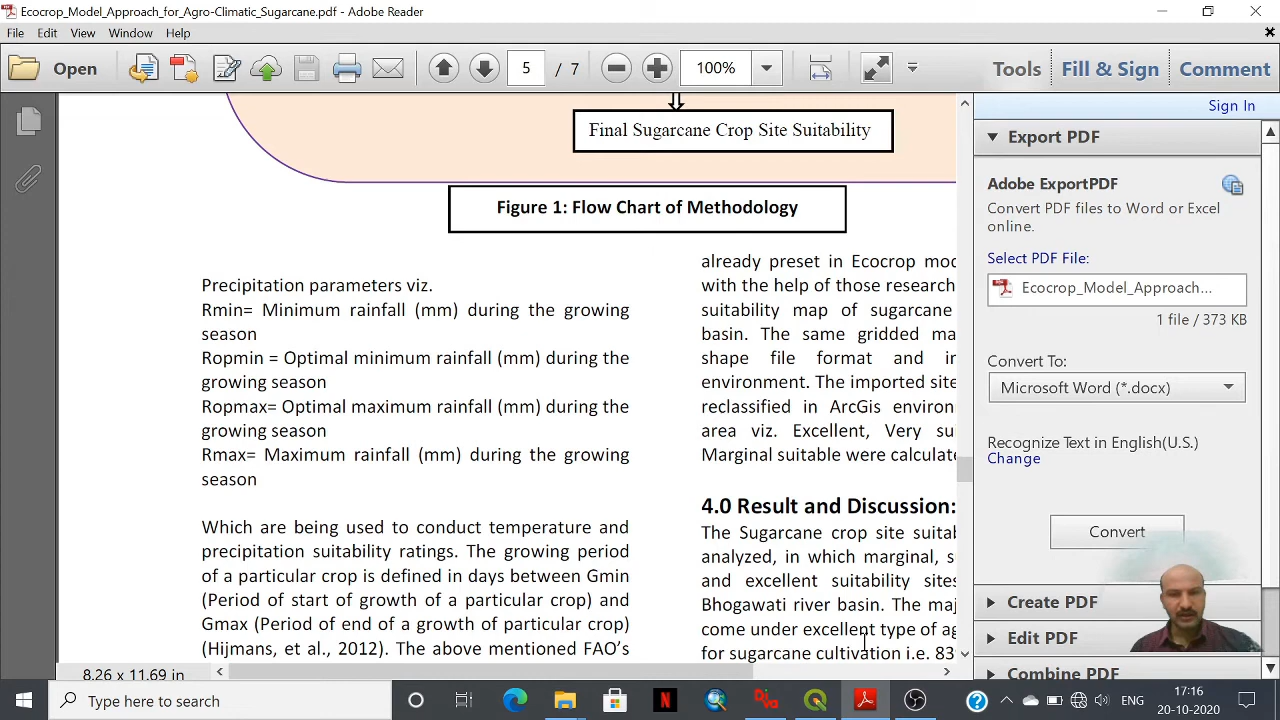 Ecocrop_Model_Approach_for_Agro-Climatic_Sugarcane.pdf - Adobe Reader
File Edit View Window Help
Open 5 / 7 100% Tools Fill & Sign Comment
Sign In
Final Sugarcane Crop Site Suitability
Figure 1: Flow Chart of Methodology
Precipitation parameters viz.
Rmin= Minimum rainfall (mm) during the growing
season
Ropmin = Optimal minimum rainfall (mm) during the
growing season
Ropmax= Optimal maximum rainfall (mm) during the
growing season
Rmax= Maximum rainfall (mm) during the growing
season
Which are being used to conduct temperature and
precipitation suitability ratings. The growing period
of a particular crop is defined in days between Gmin
(Period of start of growth of a particular crop) and
Gmax (Period of end of a growth of particular crop)
(Hijmans, et al., 2012). The above mentioned FAO's
already preset in Ecocrop
with the help of those research
suitability map of sugarcane
basin. The same gridded
shape file format and
environment. The imported
reclassified in ArcGis
area viz. Excellent, Very
Marginal suitable were
4.0 Result and Discussion:
The Sugarcane crop site
analyzed, in which marginal,
and excellent suitability sites
Bhogawati river basin. The
come under excellent type of
for sugarcane cultivation i.e. 83
8.26 x 11.69 in
Export PDF
Adobe ExportPDF
Convert PDF files to Word or Excel
online.
Select PDF File:
Ecocrop_Model_Approach...
1 file / 373 KB
Convert To:
Microsoft Word (*.docx)
Recognize Text in English(U.S.)
Change
Convert
Create PDF
Edit PDF
Combine PDF
Type here to search
ENG
17:16
20-10-2020